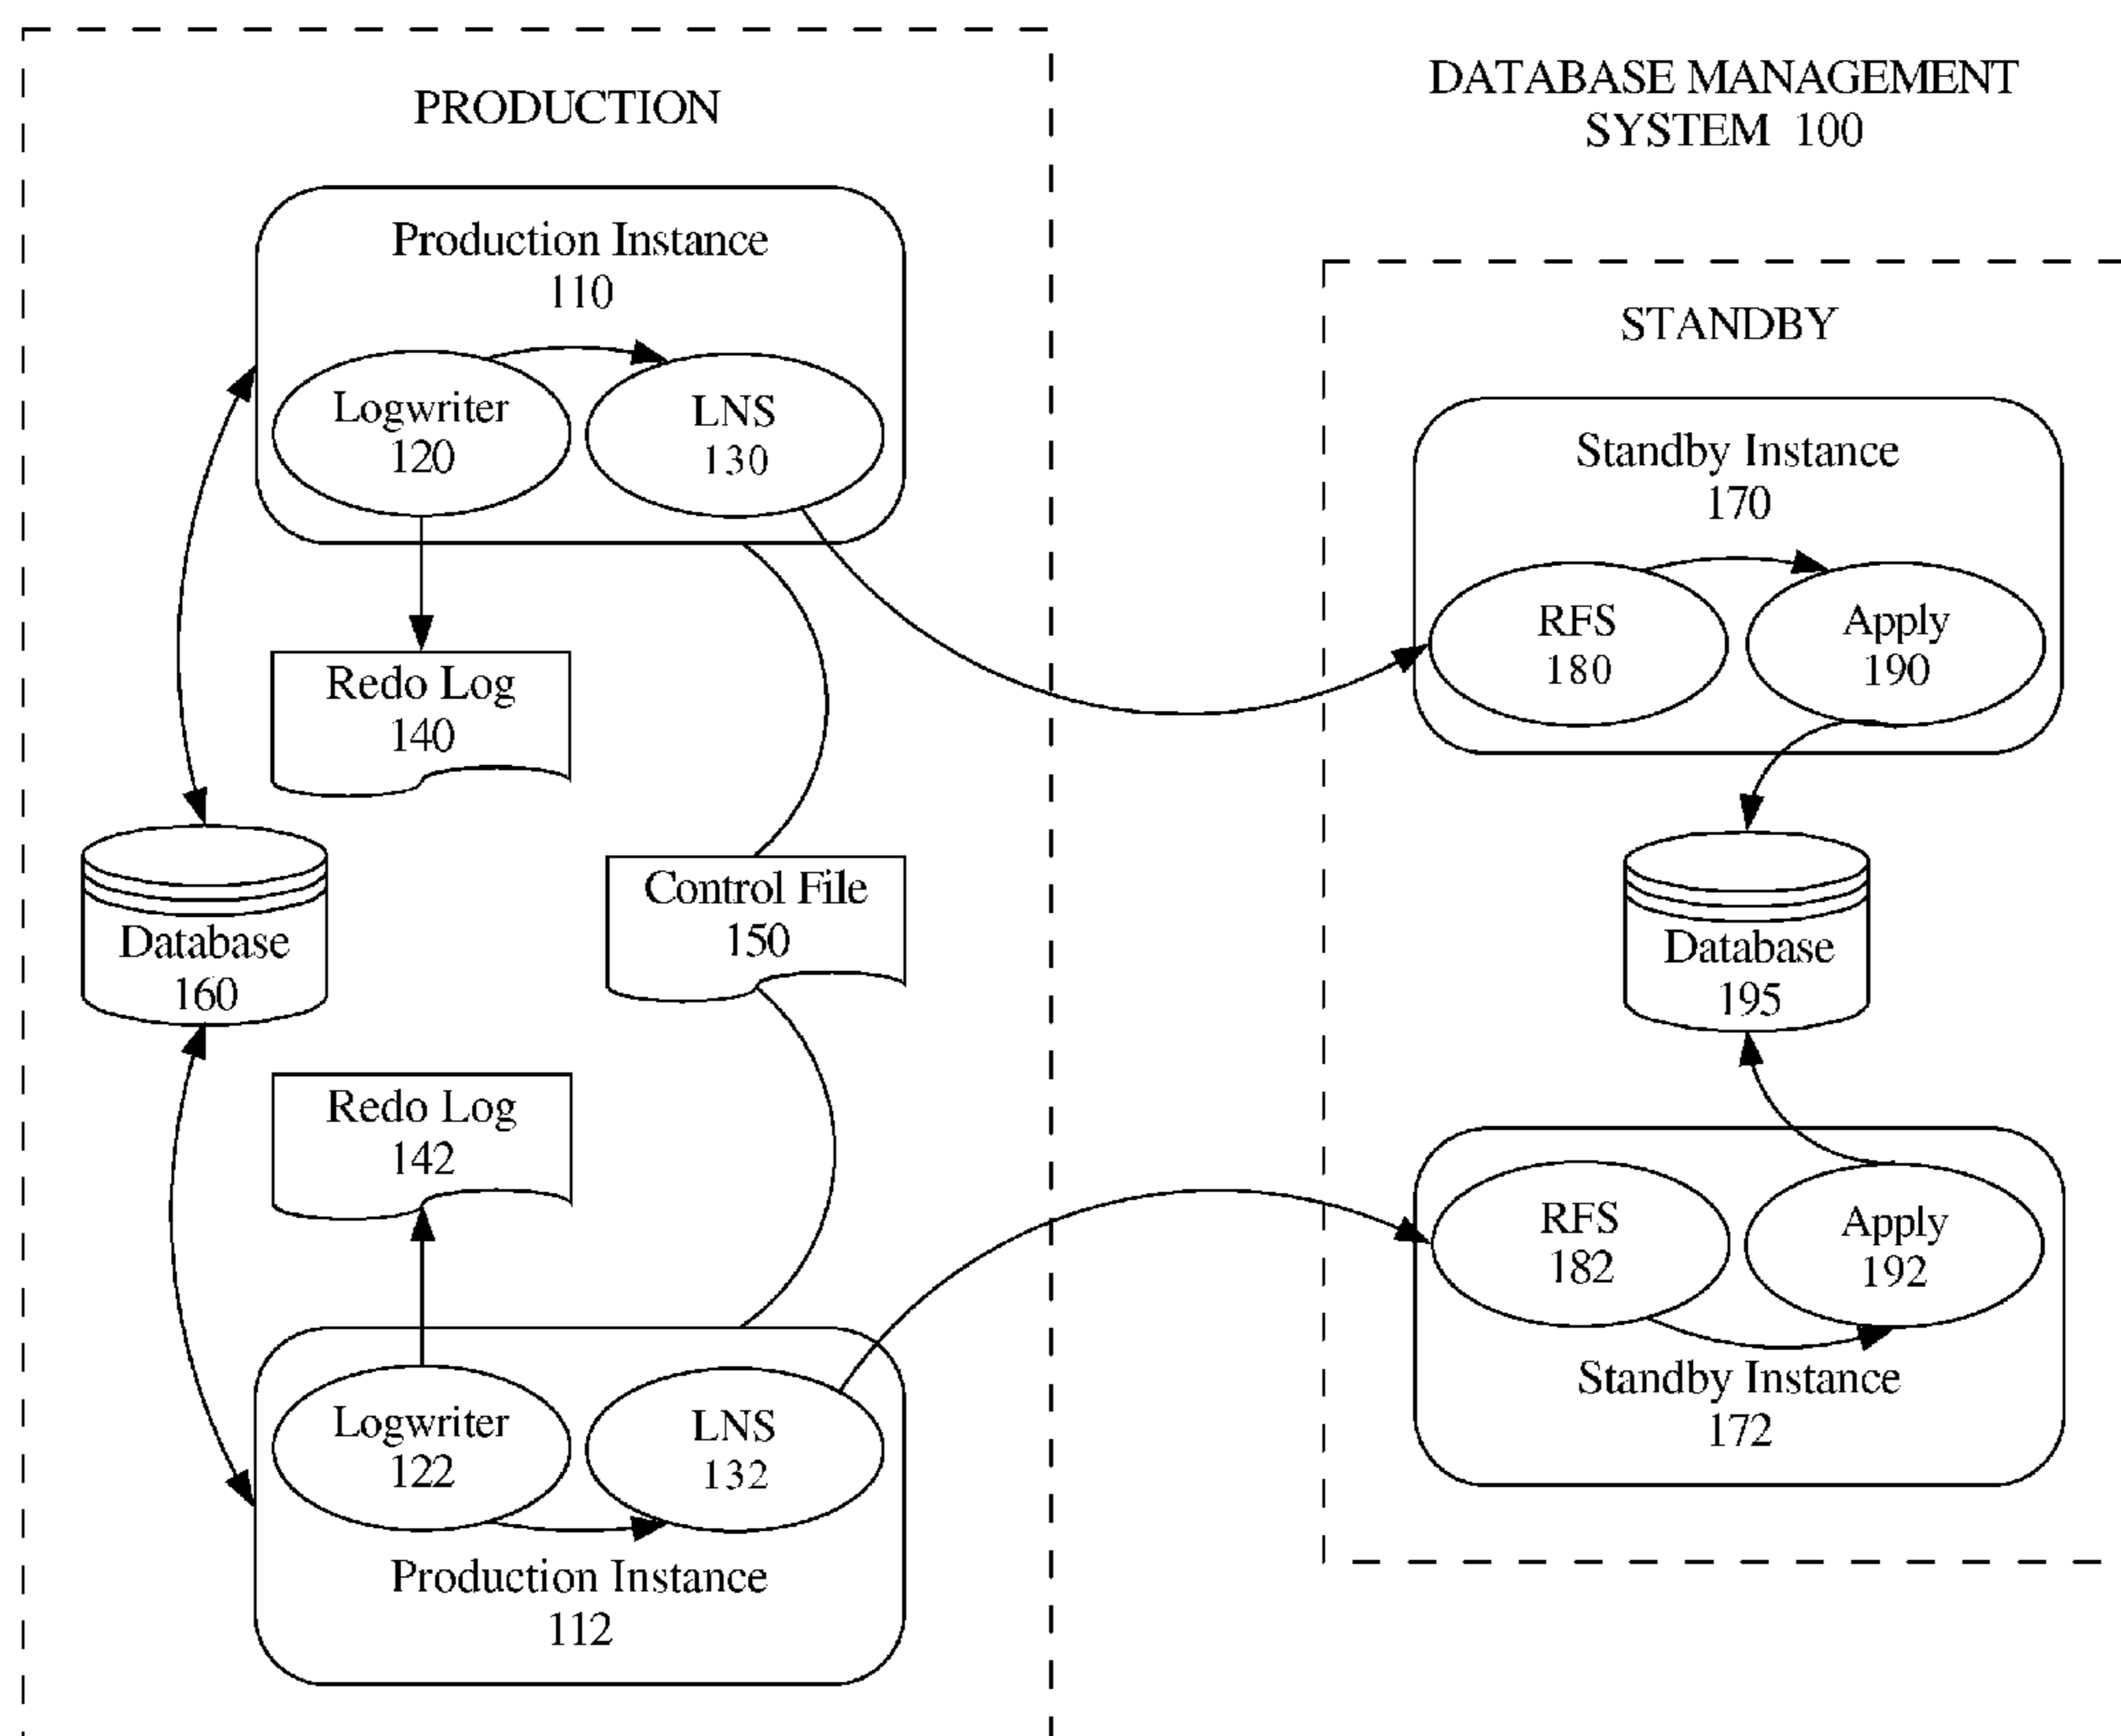 PRODUCTION
DATABASE MANAGEMENT
SYSTEM 100
Production Instance
110
Logwriter
120
LNS
130
Redo Log
140
Control File
150
Database
160
Redo Log
142
Logwriter
122
LNS
132
Production Instance
112
STANDBY
Standby Instance
170
RFS
180
Apply
190
Database
195
RFS
182
Apply
192
Standby Instance
172